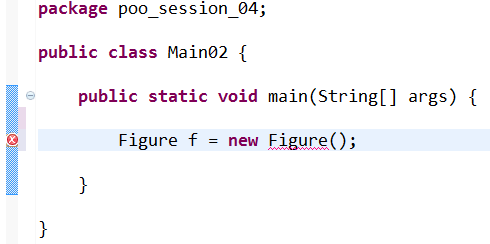 package poo_session_04;
public class Main02 {
public static void main(String[] args) {
Figure f = new Figure();
}
}